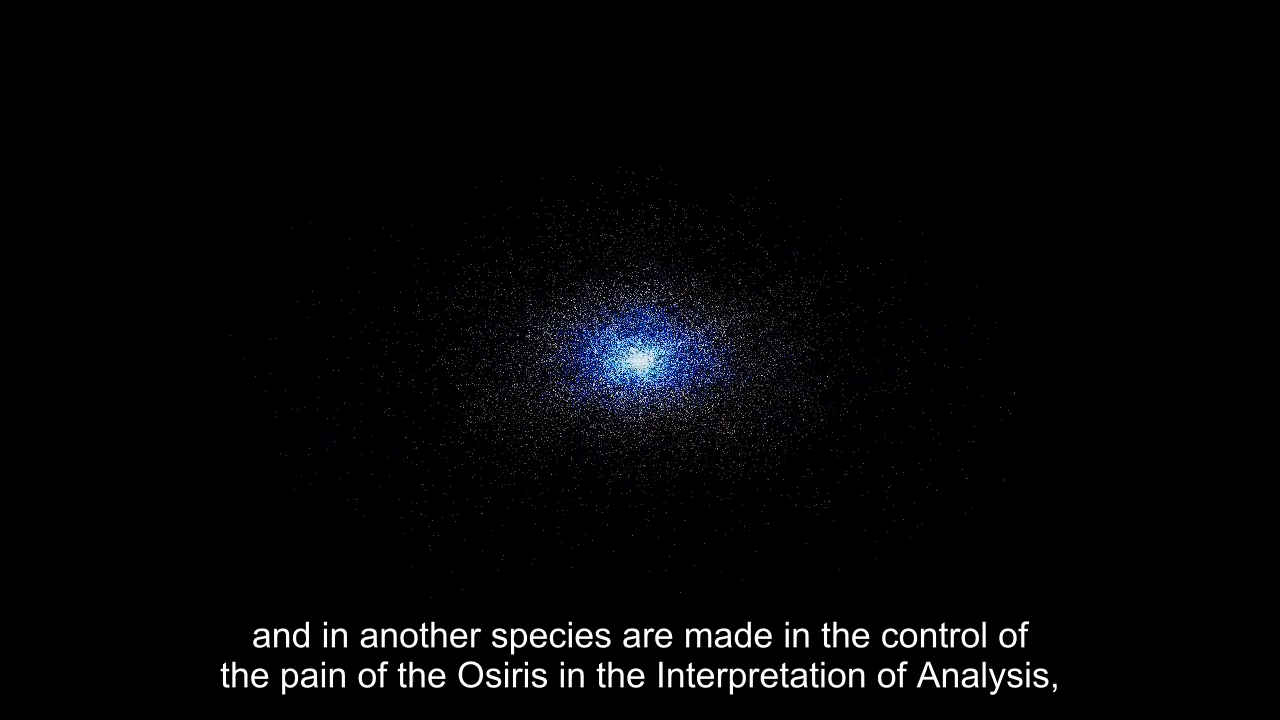 and in another species are made in the control of
the pain of the Osiris in the Interpretation of Analysis,